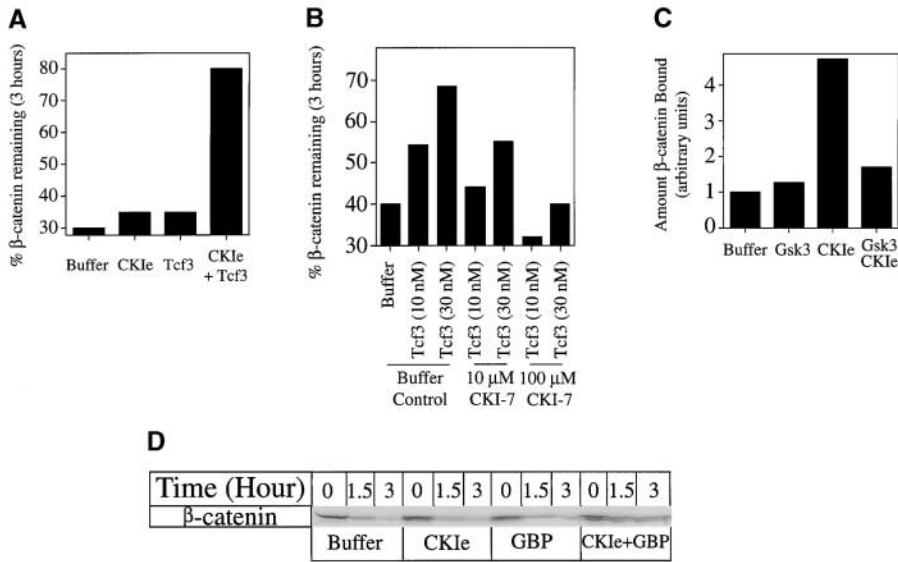 A
% β-catenin remaining (3 hours)
80
70
60
50
40
30
Buffer CKIe Tcf3 CKIe
+ Tcf3
B
% β-catenin remaining (3 hours)
70
60
50
40
30
Buffer
Tcf3 (10 nM)
Tcf3 (30 nM)
Tcf3 (10 nM)
Tcf3 (30 nM)
Tcf3 (10 nM)
Tcf3 (30 nM)
Buffer
Control
10 μM
CKI-7
100 μM
CKI-7
C
Amount β-catenin Bound
(arbitrary units)
4
3
2
1
0
Buffer Gsk3 CKIe Gsk3
CKIe
D
Time (Hour) 0 1.5 3 0 1.5 3 0 1.5 3 0 1.5 3
β-catenin
Buffer CKIe GBP CKIe+GBP